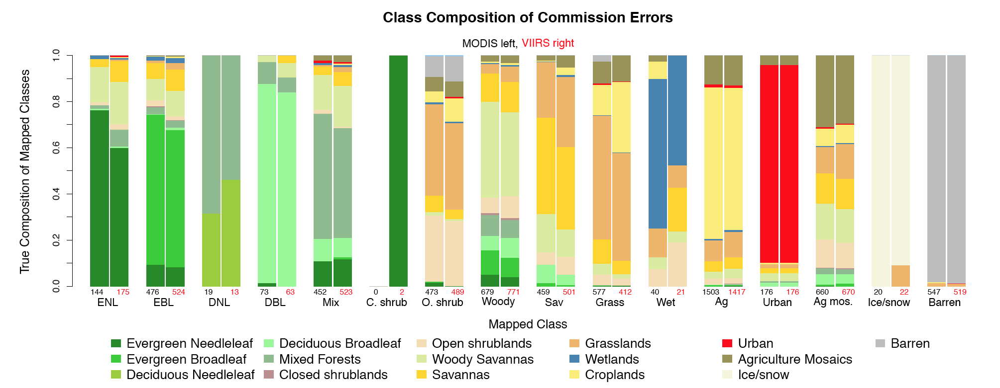 Class Composition of Commission Errors
MODIS left, VIIRS right
True Composition of Mapped Classes
1.0
0.8
0.6
0.4
0.2
0.0
144 175 476 524 19 13 73 63 452 523 0 2 473 489 679 771 459 501 577 412 40 21 1503 1417 176 176 660 670 20 22 547 519
ENL EBL DNL DBL Mix C. shrub O. shrub Woody Sav Grass Wet Ag Urban Ag mos. Ice/snow Barren
Mapped Class
Evergreen Needleleaf Deciduous Broadleaf Open shrublands Grasslands Urban Barren
Evergreen Broadleaf Mixed Forests Woody Savannas Wetlands Agriculture Mosaics
Deciduous Needleleaf Closed shrublands Savannas Croplands Ice/snow